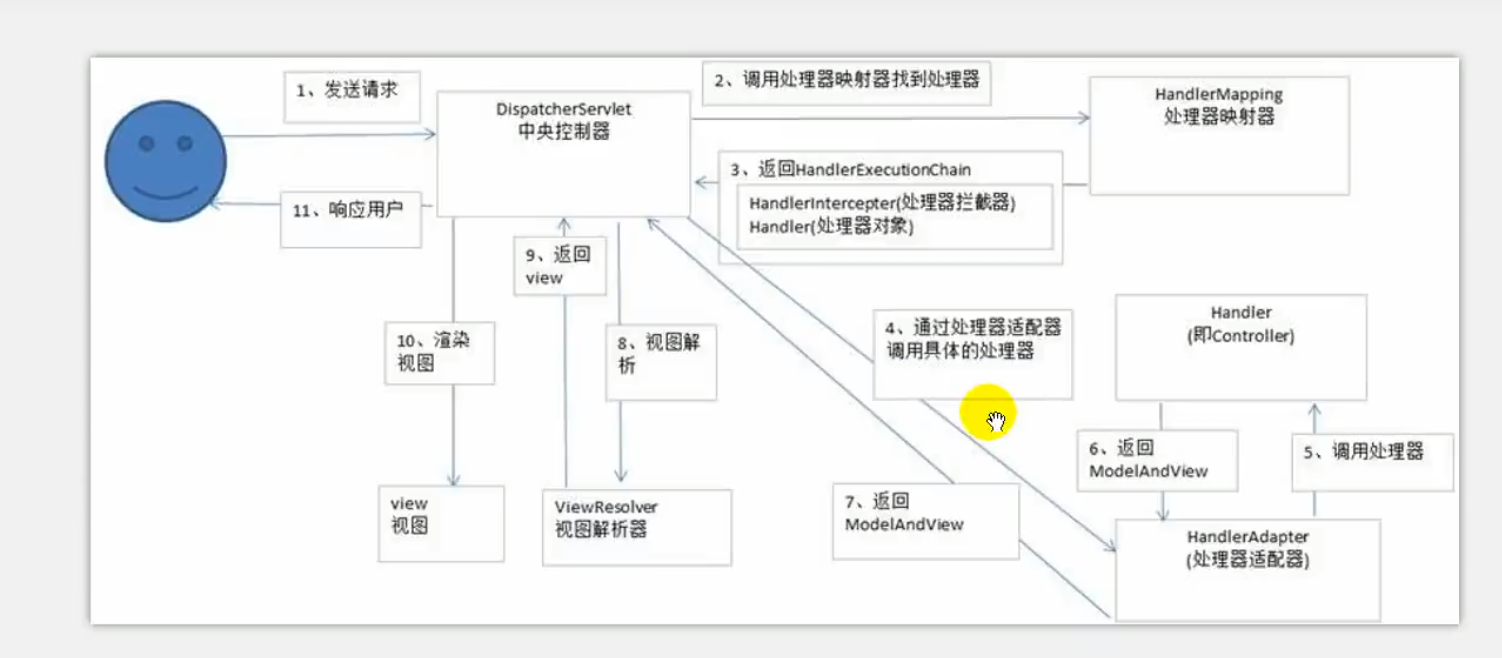 1、发送请求
DispatcherServlet
中央控制器
2、调用处理器映射器找到处理器
HandlerMapping
处理器映射器
3、返回HandlerExecutionChain
HandlerIntercepter(处理器拦截器)
Handler(处理器对象)
11、响应用户
9、返回
view
10、渲染
视图
8、视图解
析
4、通过处理器适配器
调用具体的处理器
Handler
(即Controller)
6、返回
ModelAndView
5、调用处理器
7、返回
ModelAndView
view
视图
ViewResolver
视图解析器
HandlerAdapter
(处理器适配器)